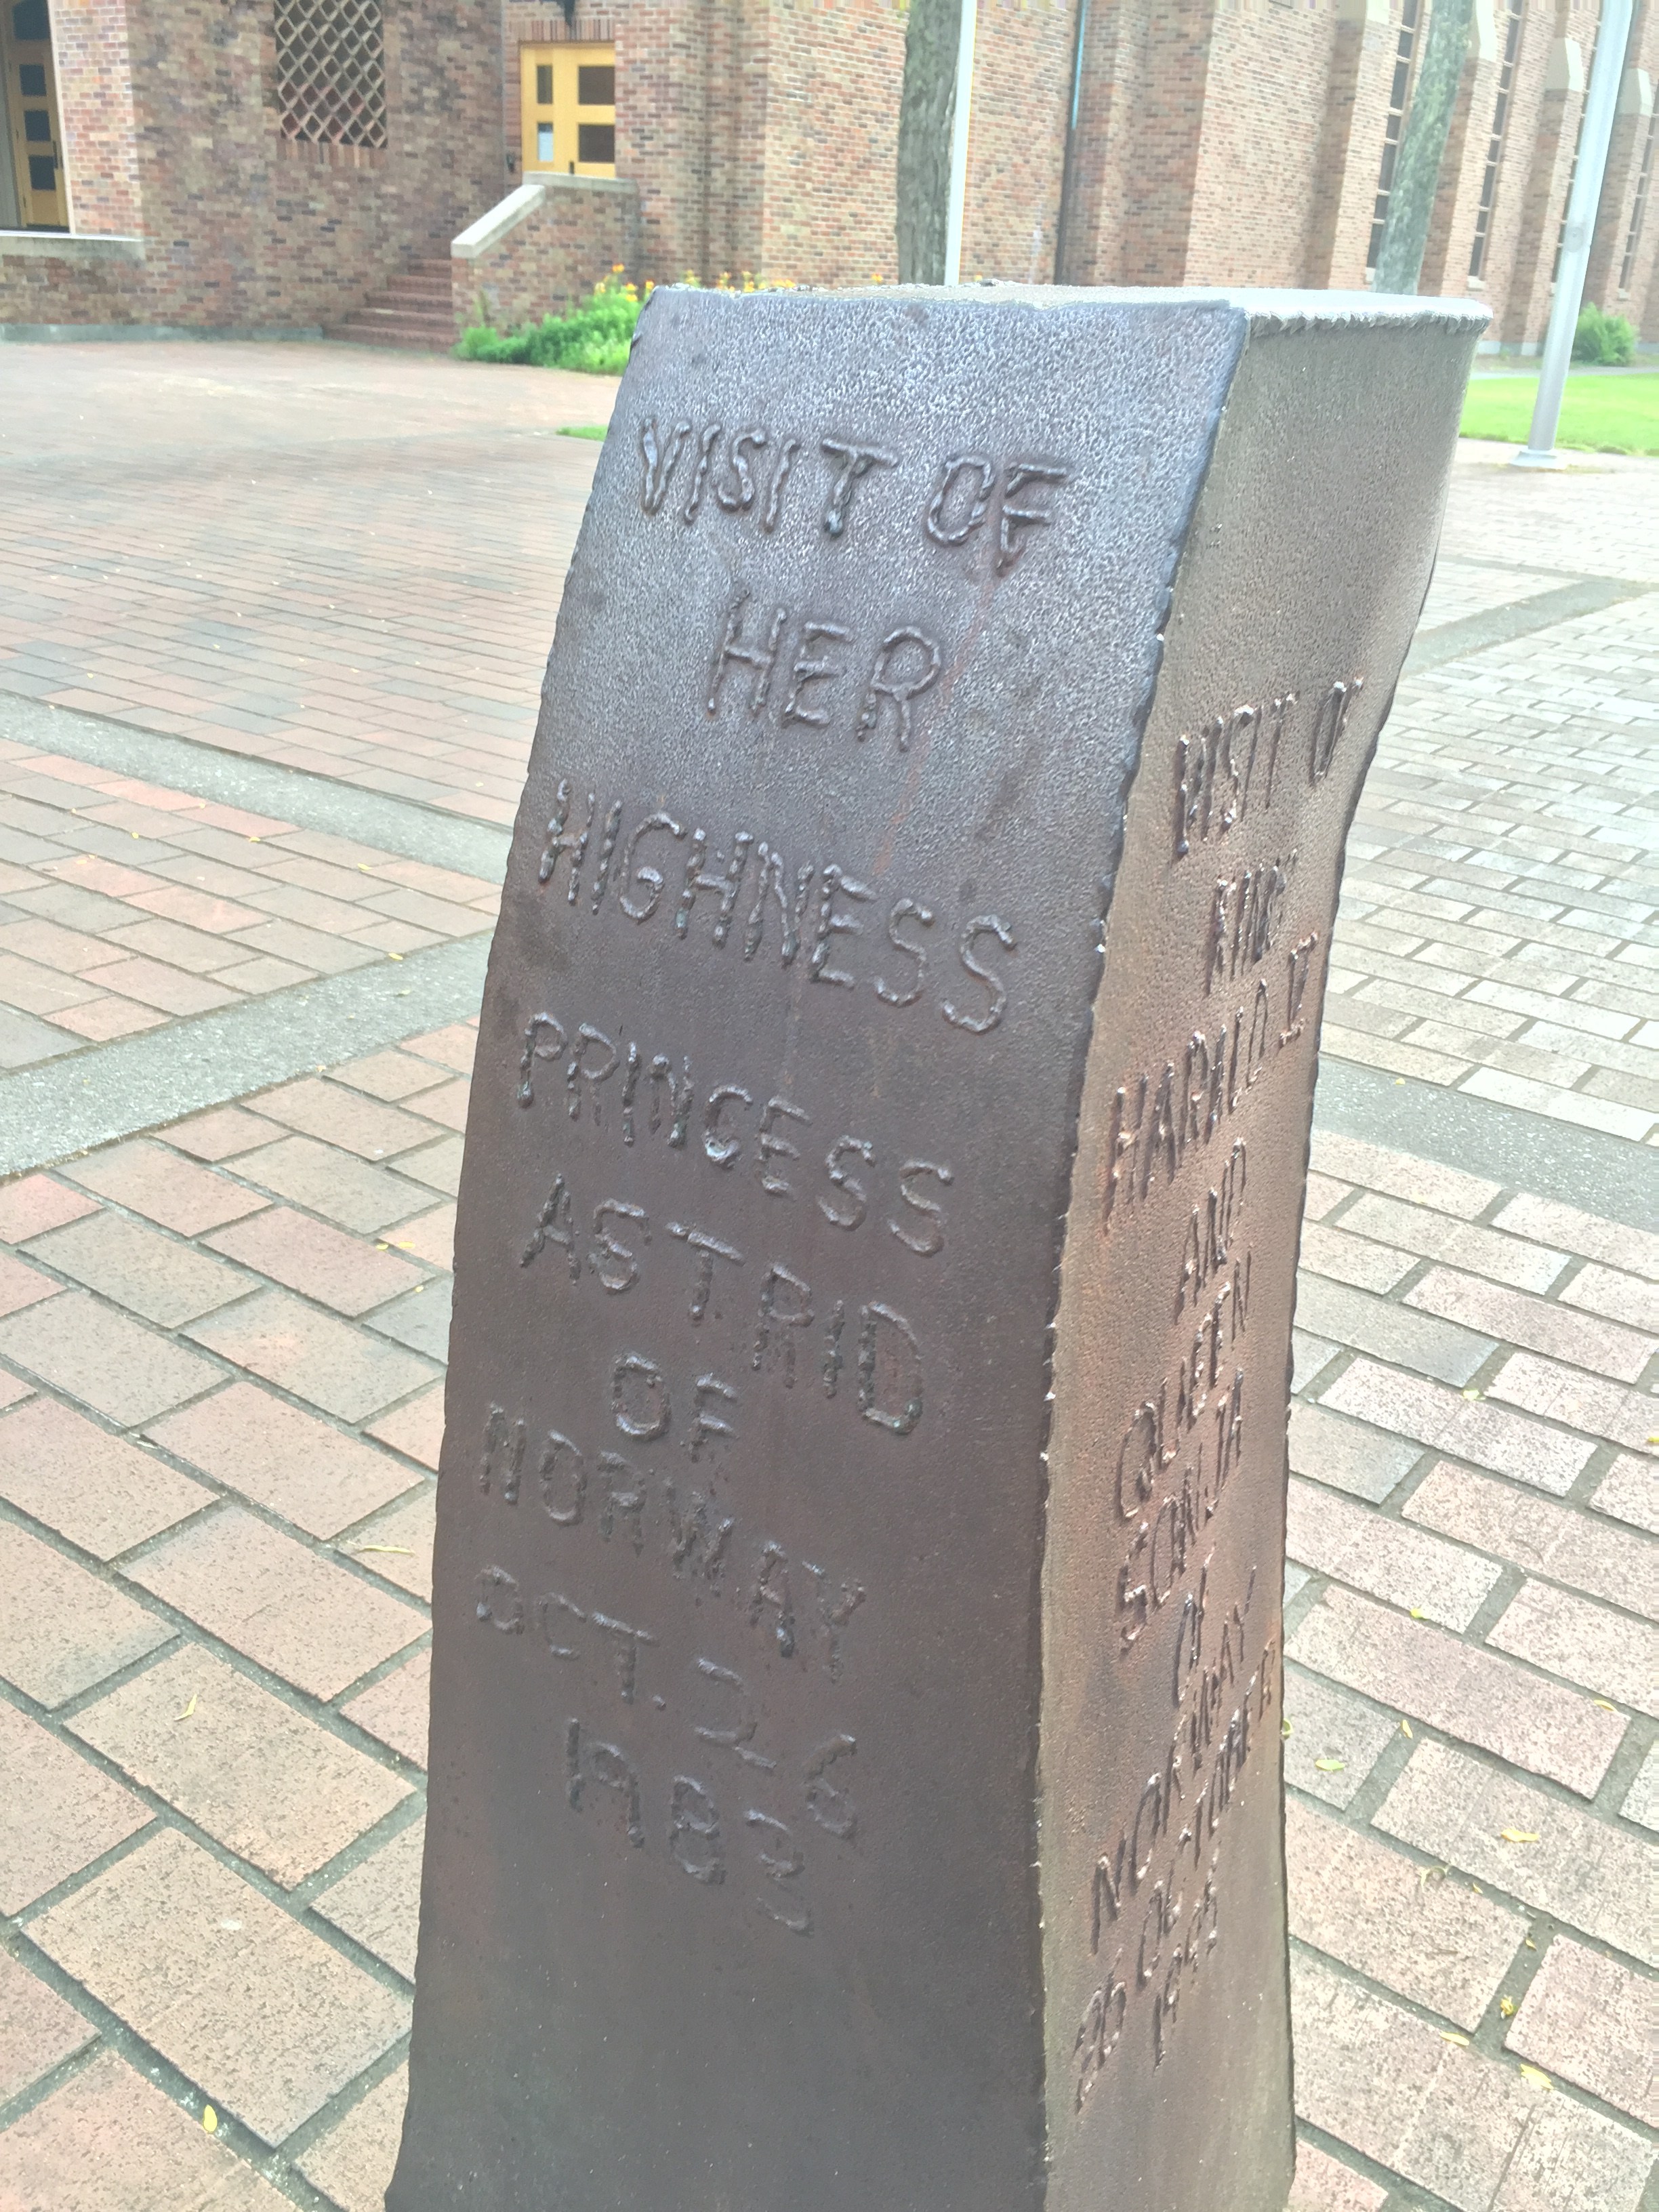 VISIT OF
HER
HIGHNESS
PRINCESS
ASTRID
OF
NORWAY
OCT. 26
1983
VISIT OF
KING
HARALD V
AND
QUEEN
SONJA
OF
NORWAY